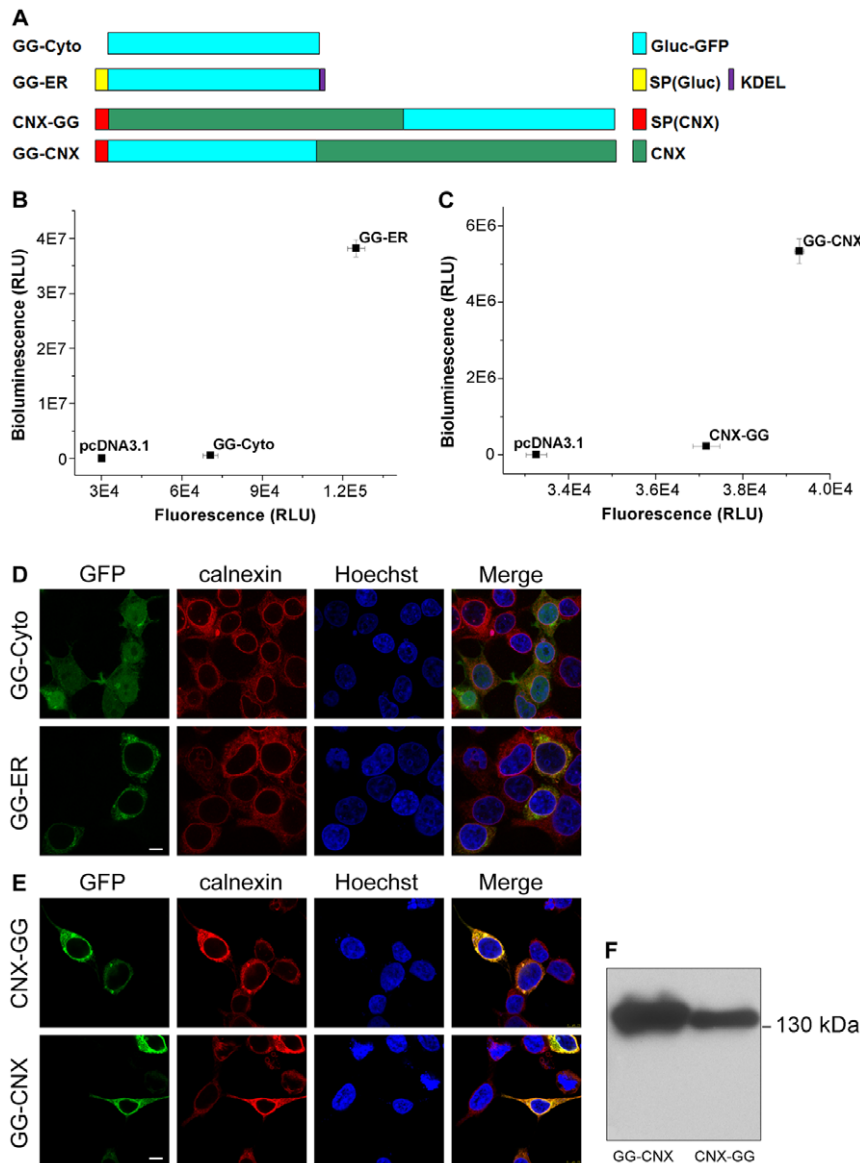 A
GG-Cyto
Gluc-GFP
GG-ER
SP(Gluc)
KDEL
CNX-GG
SP(CNX)
GG-CNX
CNX
B
Bioluminescence (RLU)
4E7
3E7
2E7
1E7
0
GG-ER
pcDNA3.1
GG-Cyto
3E4 6E4 9E4 1.2E5
Fluorescence (RLU)
C
Bioluminescence (RLU)
6E6
4E6
2E6
0
GG-CNX
pcDNA3.1
CNX-GG
3.4E4 3.6E4 3.8E4 4.0E4
Fluorescence (RLU)
D
GFP calnexin Hoechst Merge
GG-Cyto
GG-ER
E
GFP calnexin Hoechst Merge
CNX-GG
GG-CNX
F
130 kDa
GG-CNX CNX-GG